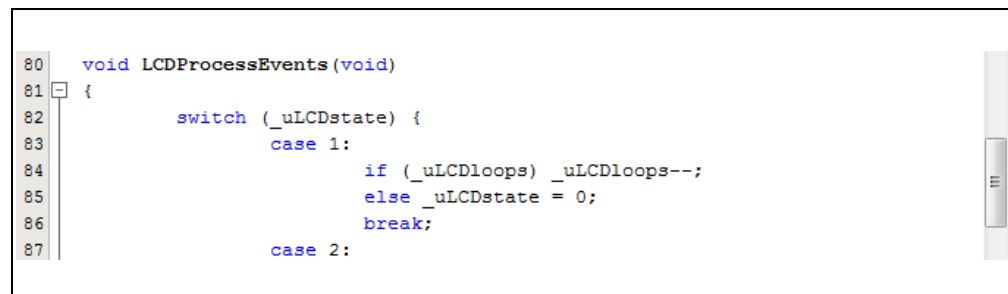 80 void LCDProcessEvents(void)
81 {
82 switch (_uLCDstate) {
83 case 1:
84 if (_uLCDloops) _uLCDloops--;
85 else _uLCDstate = 0;
86 break;
87 case 2: